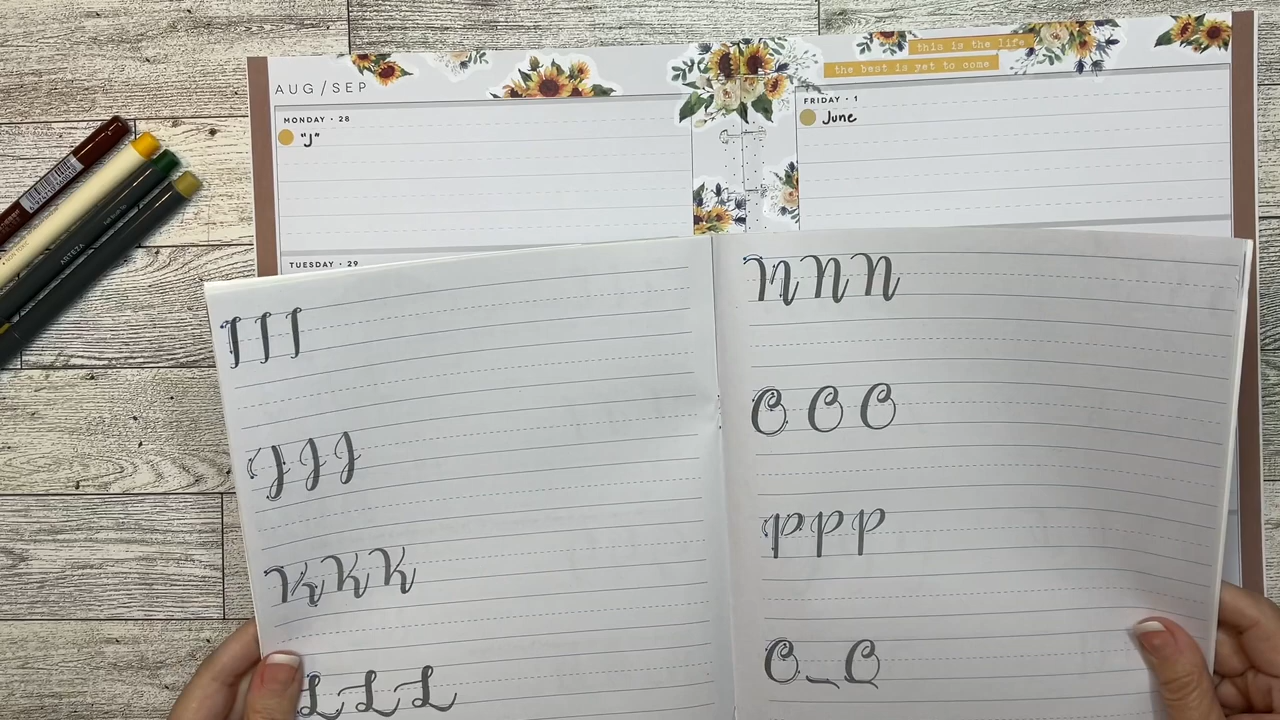 this is the life
the best is yet to come
AUG/SEP
MONDAY • 28
"J"
FRIDAY • 1
June
ARTEZA
TUESDAY • 29
I I I
J J J
K K K
L L L
N N N
O O O
P P P
Q Q